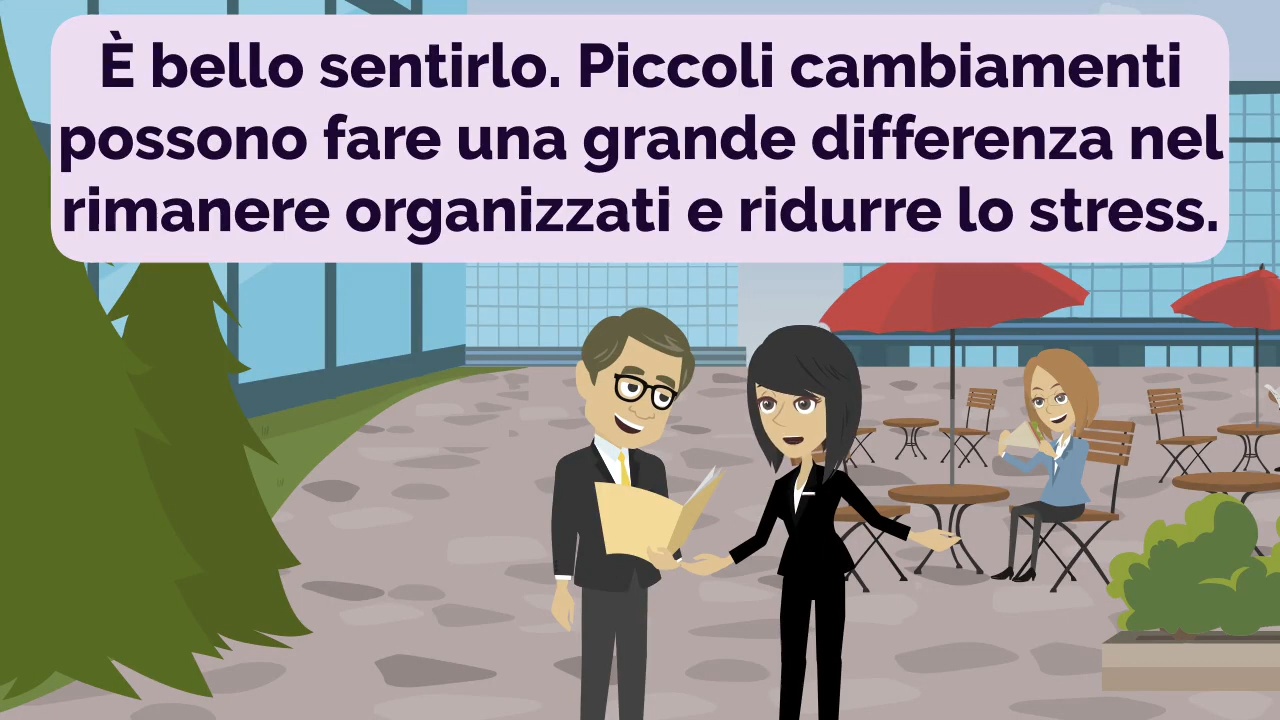 È bello sentirlo. Piccoli cambiamenti
possono fare una grande differenza nel
rimanere organizzati e ridurre lo stress.